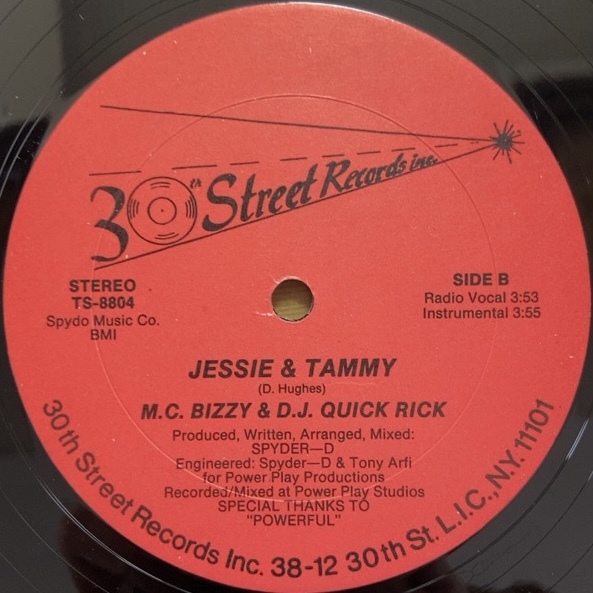 30th Street Records inc.
STEREO
TS-8804
Spydo Music Co.
BMI
SIDE B
Radio Vocal 3:53
Instrumental 3:55
JESSIE & TAMMY
(D. Hughes)
M.C. BIZZY & D.J. QUICK RICK
Produced, Written, Arranged, Mixed:
SPYDER—D
Engineered: Spyder—D & Tony Arfi
for Power Play Productions
Recorded/Mixed at Power Play Studios
SPECIAL THANKS TO
"POWERFUL"
30th Street Records Inc. 38-12 30th St. L.I.C., N.Y. 11101